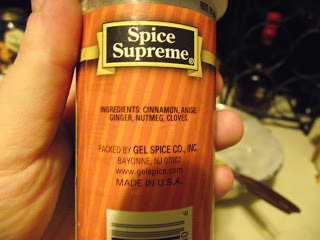 Spice
Supreme®
INGREDIENTS: CINNAMON, ANISE,
GINGER, NUTMEG, CLOVES.
PACKED BY GEL SPICE CO., INC
BAYONNE, NJ 07002
www.gelspice.com
MADE IN U.S.A.